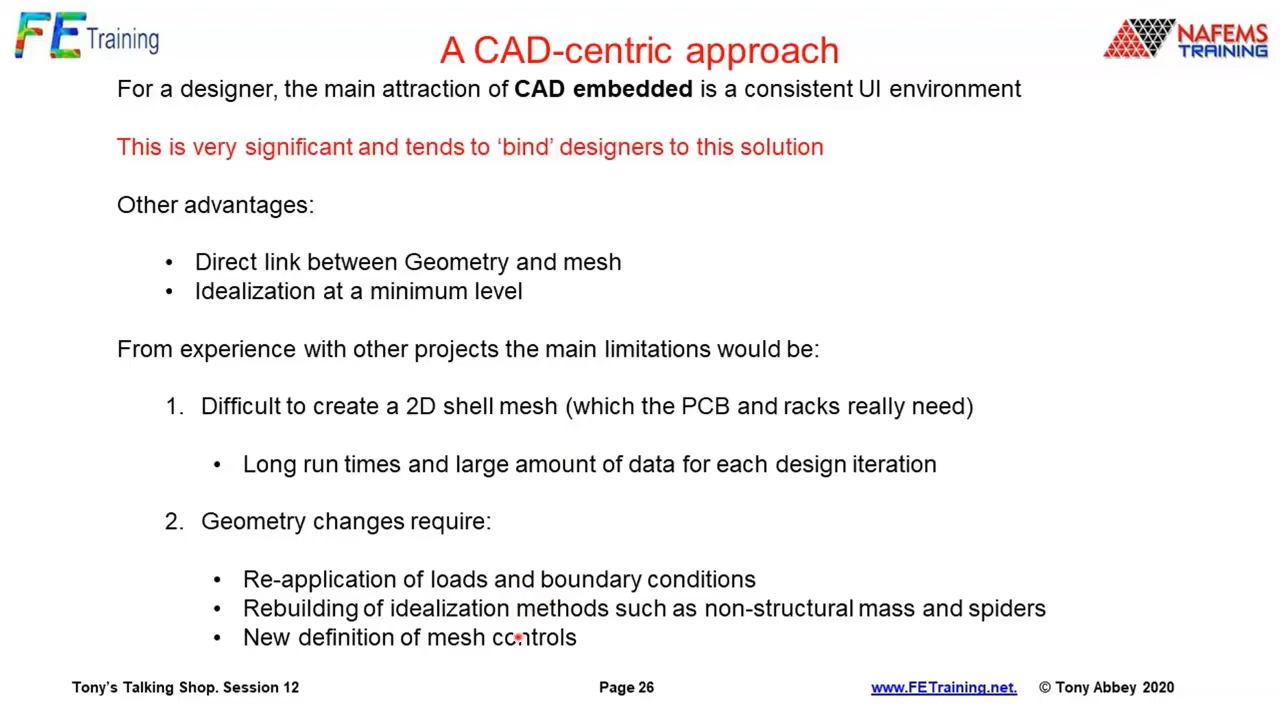 FE Training
A CAD-centric approach
NAFEMS
TRAINING
For a designer, the main attraction of CAD embedded is a consistent UI environment
This is very significant and tends to ‘bind’ designers to this solution
Other advantages:
• Direct link between Geometry and mesh
• Idealization at a minimum level
From experience with other projects the main limitations would be:
1. Difficult to create a 2D shell mesh (which the PCB and racks really need)
• Long run times and large amount of data for each design iteration
2. Geometry changes require:
• Re-application of loads and boundary conditions
• Rebuilding of idealization methods such as non-structural mass and spiders
• New definition of mesh controls
Tony’s Talking Shop. Session 12
Page 26
www.FETraining.net. © Tony Abbey 2020